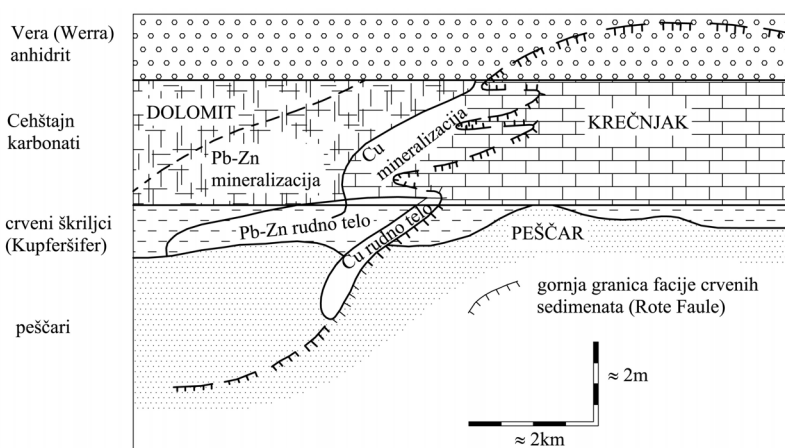 Vera (Werra)
anhidrit
Cehštajn
karbonati
crveni škriljci
(Kupferšifer)
peščari
DOLOMIT
Pb-Zn
mineralizacija
Cu
mineralizacija
KREČNJAK
Pb-Zn rudno telo
Cu rudno telo
PEŠČAR
gornja granica facije crvenih
sedimenata (Rote Faule)
≈ 2m
≈ 2km